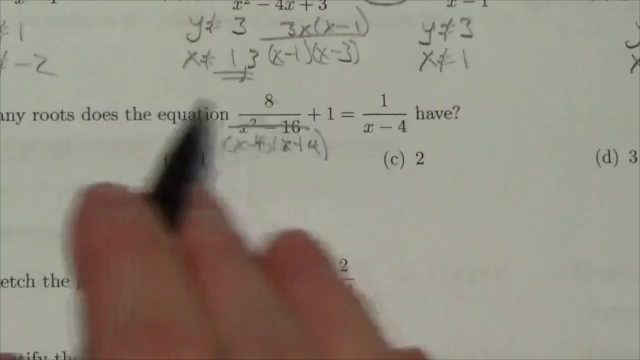 x² − 4x + 3 x − 1
≠ 1 y ≠ 3 3x(x−1) y ≠ 3
≠ −2 x ≠ 1, 3 (x−1)(x−3) x ≠ 1
any roots does the equation 8 / x² − 16 + 1 = 1 / x − 4 have?
(x−4)(x+4)
(c) 2 (d) 3
etch the 2
tify th